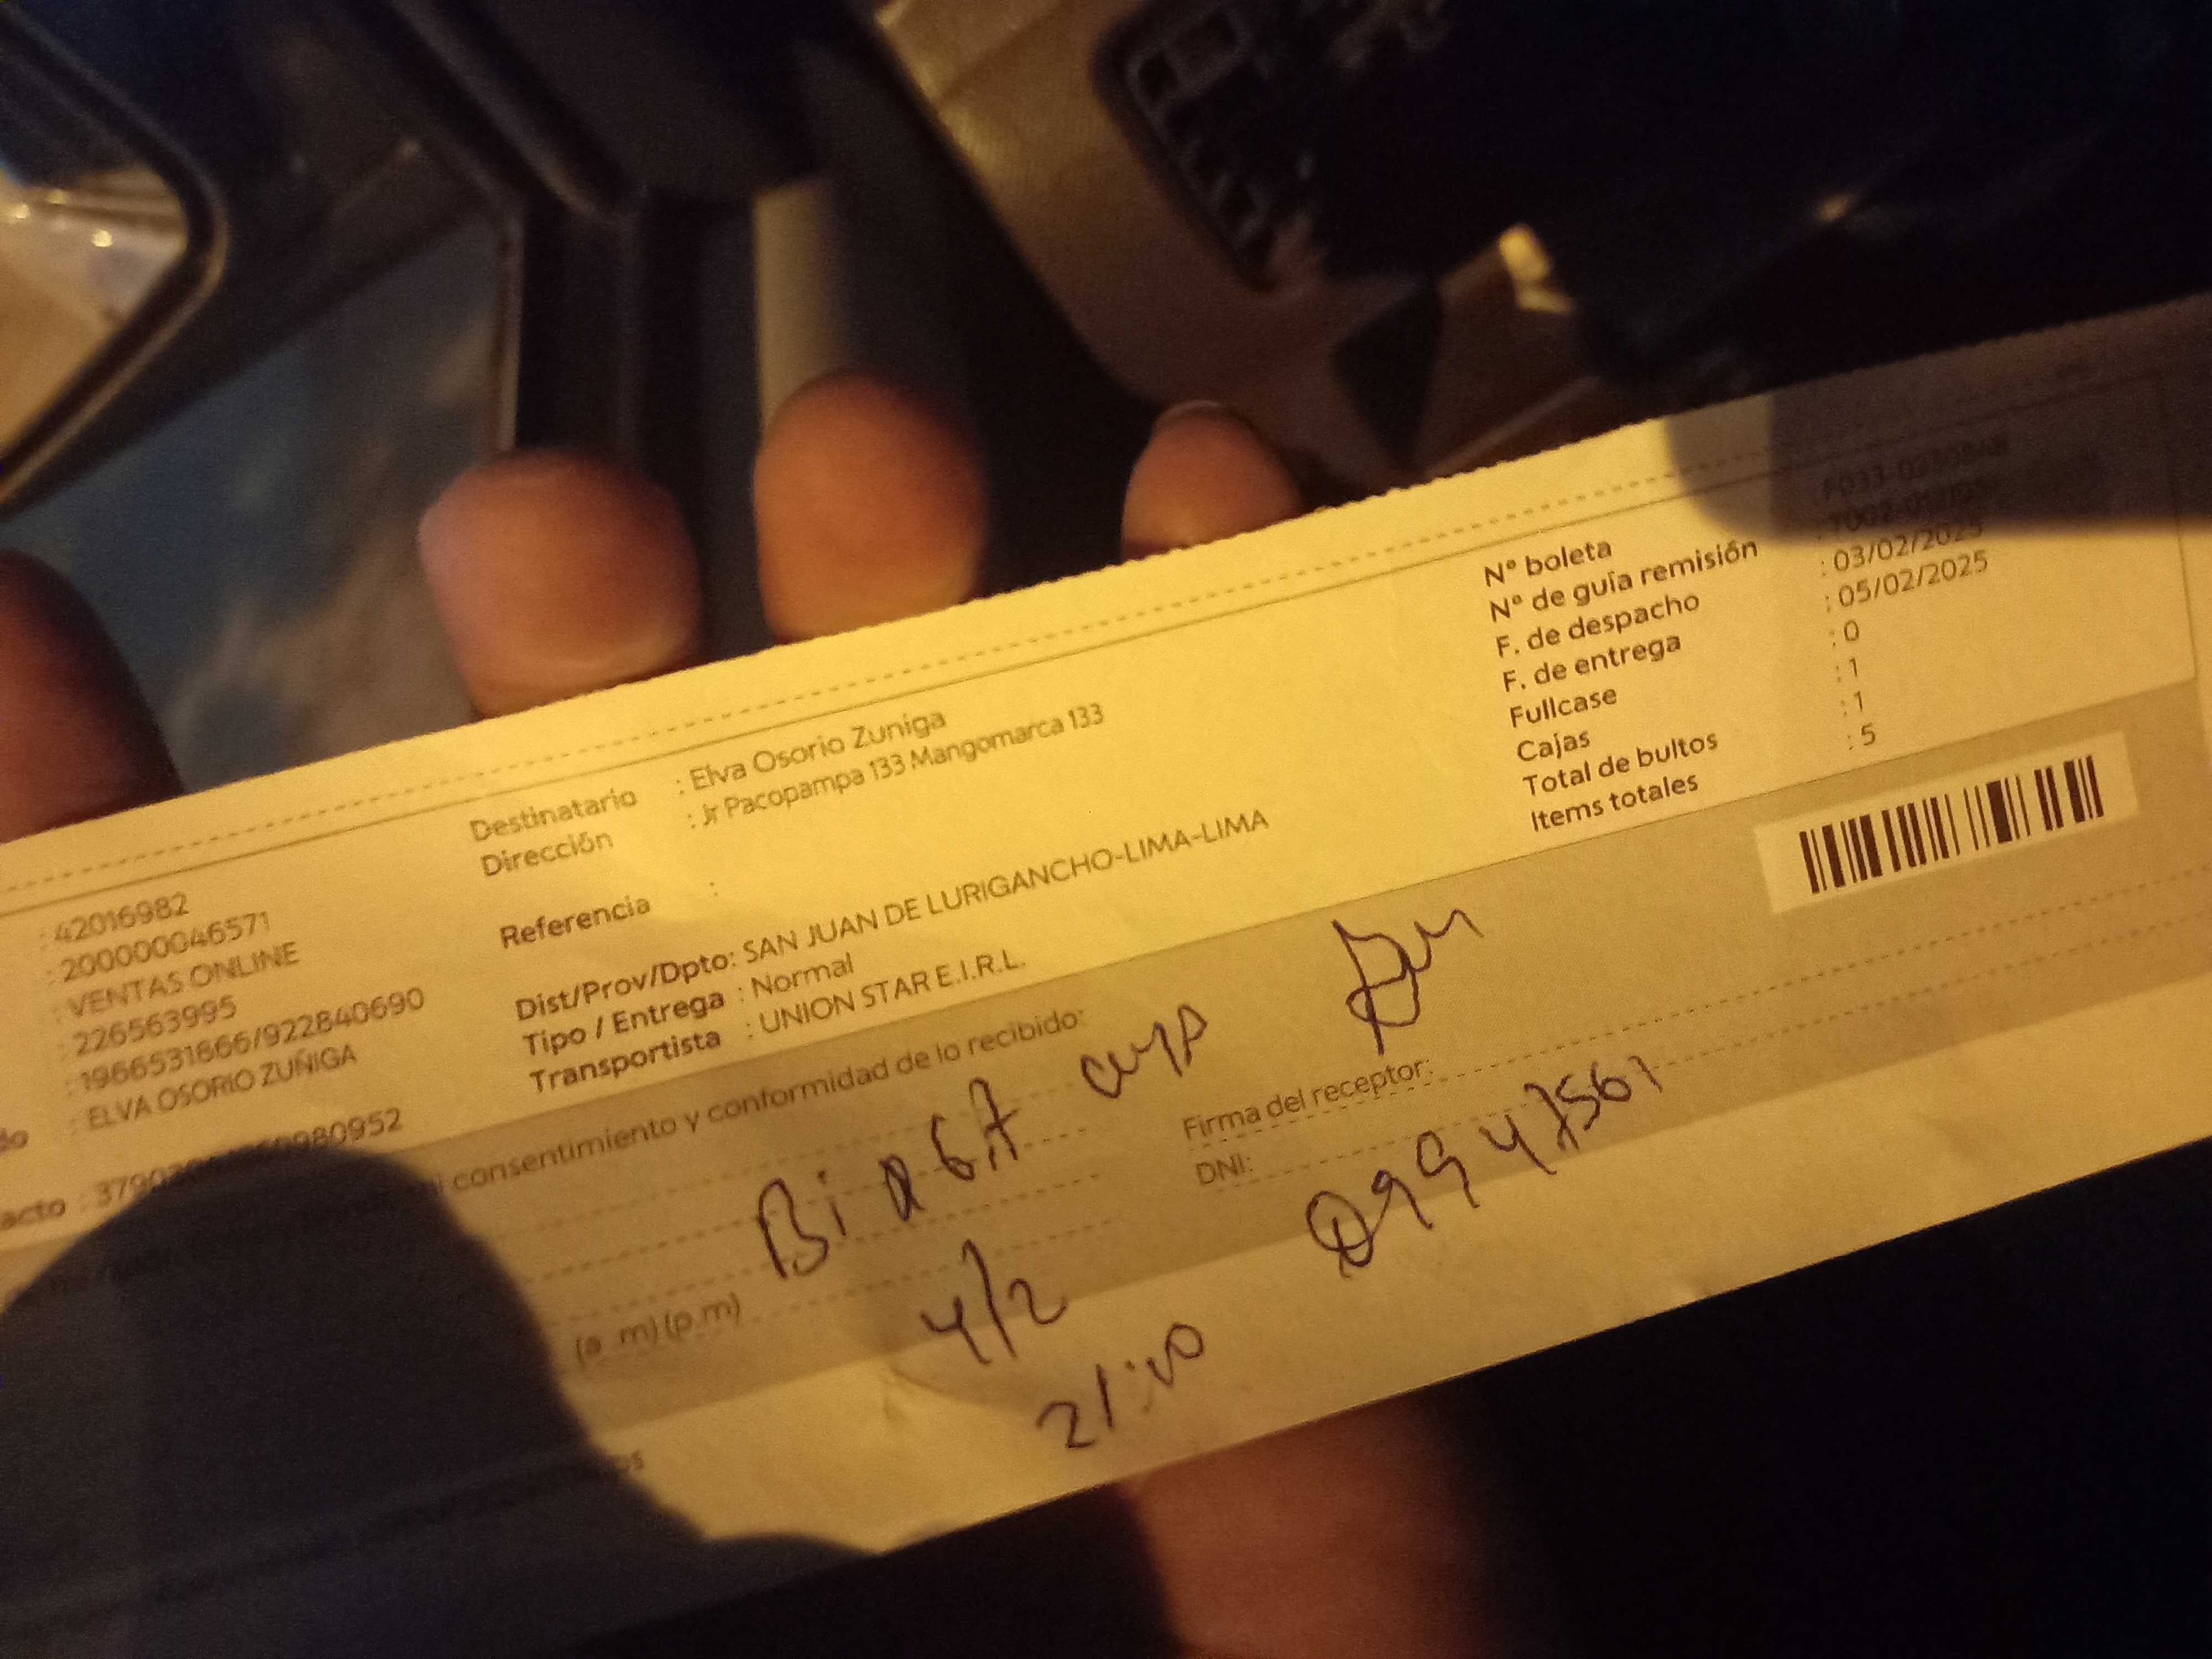 : 42016982
: 200000046571
: VENTAS ONLINE
: 226563995
: 1966531866/922840690
: ELVA OSORIO ZUÑIGA
980952
Destinatario : Elva Osorio Zuniga
Dirección : Jr Pacopampa 133 Mangomarca 133
Referencia :
Dist/Prov/Dpto: SAN JUAN DE LURIGANCHO-LIMA-LIMA
Tipo / Entrega : Normal
Transportista : UNION STAR E.I.R.L.
Nº boleta
Nº de guía remisión
F. de despacho : 03/02/2025
F. de entrega : 05/02/2025
Fullcase : 0
Cajas : 1
Total de bultos : 1
Items totales : 5
consentimiento y conformidad de lo recibido:
Firma del receptor:
DNI: 09947561
(a.m) (p.m)
4/2
21:00